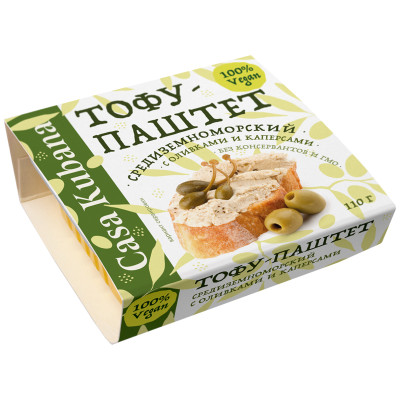 100%
Vegan
ТОФУ-
ПАШТЕТ
СРЕДИЗЕМНОМОРСКИЙ
С ОЛИВКАМИ И КАПЕРСАМИ
БЕЗ КОНСЕРВАНТОВ И ГМО
Casa Kubana
110 г
ТОФУ-ПАШТЕТ
СРЕДИЗЕМНОМОРСКИЙ
С ОЛИВКАМИ И КАПЕРСАМИ
100%
Vegan